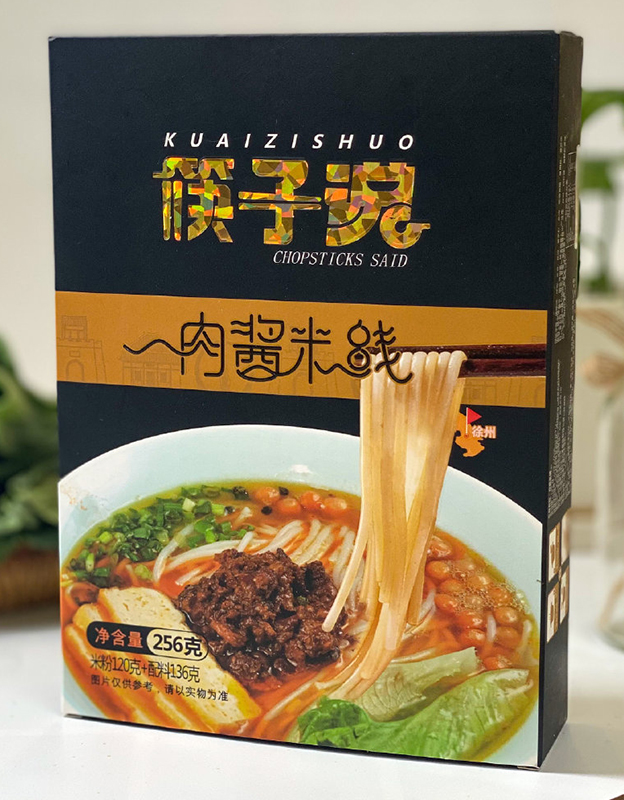 KUAIZISHUO
筷子说
CHOPSTICKS SAID
肉酱米线
徐州
净含量 256克
米粉120克+配料136克
图片仅供参考，请以实物为准